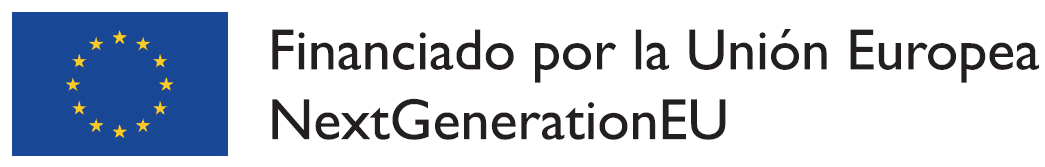 Financiado por la Unión Europea
NextGenerationEU